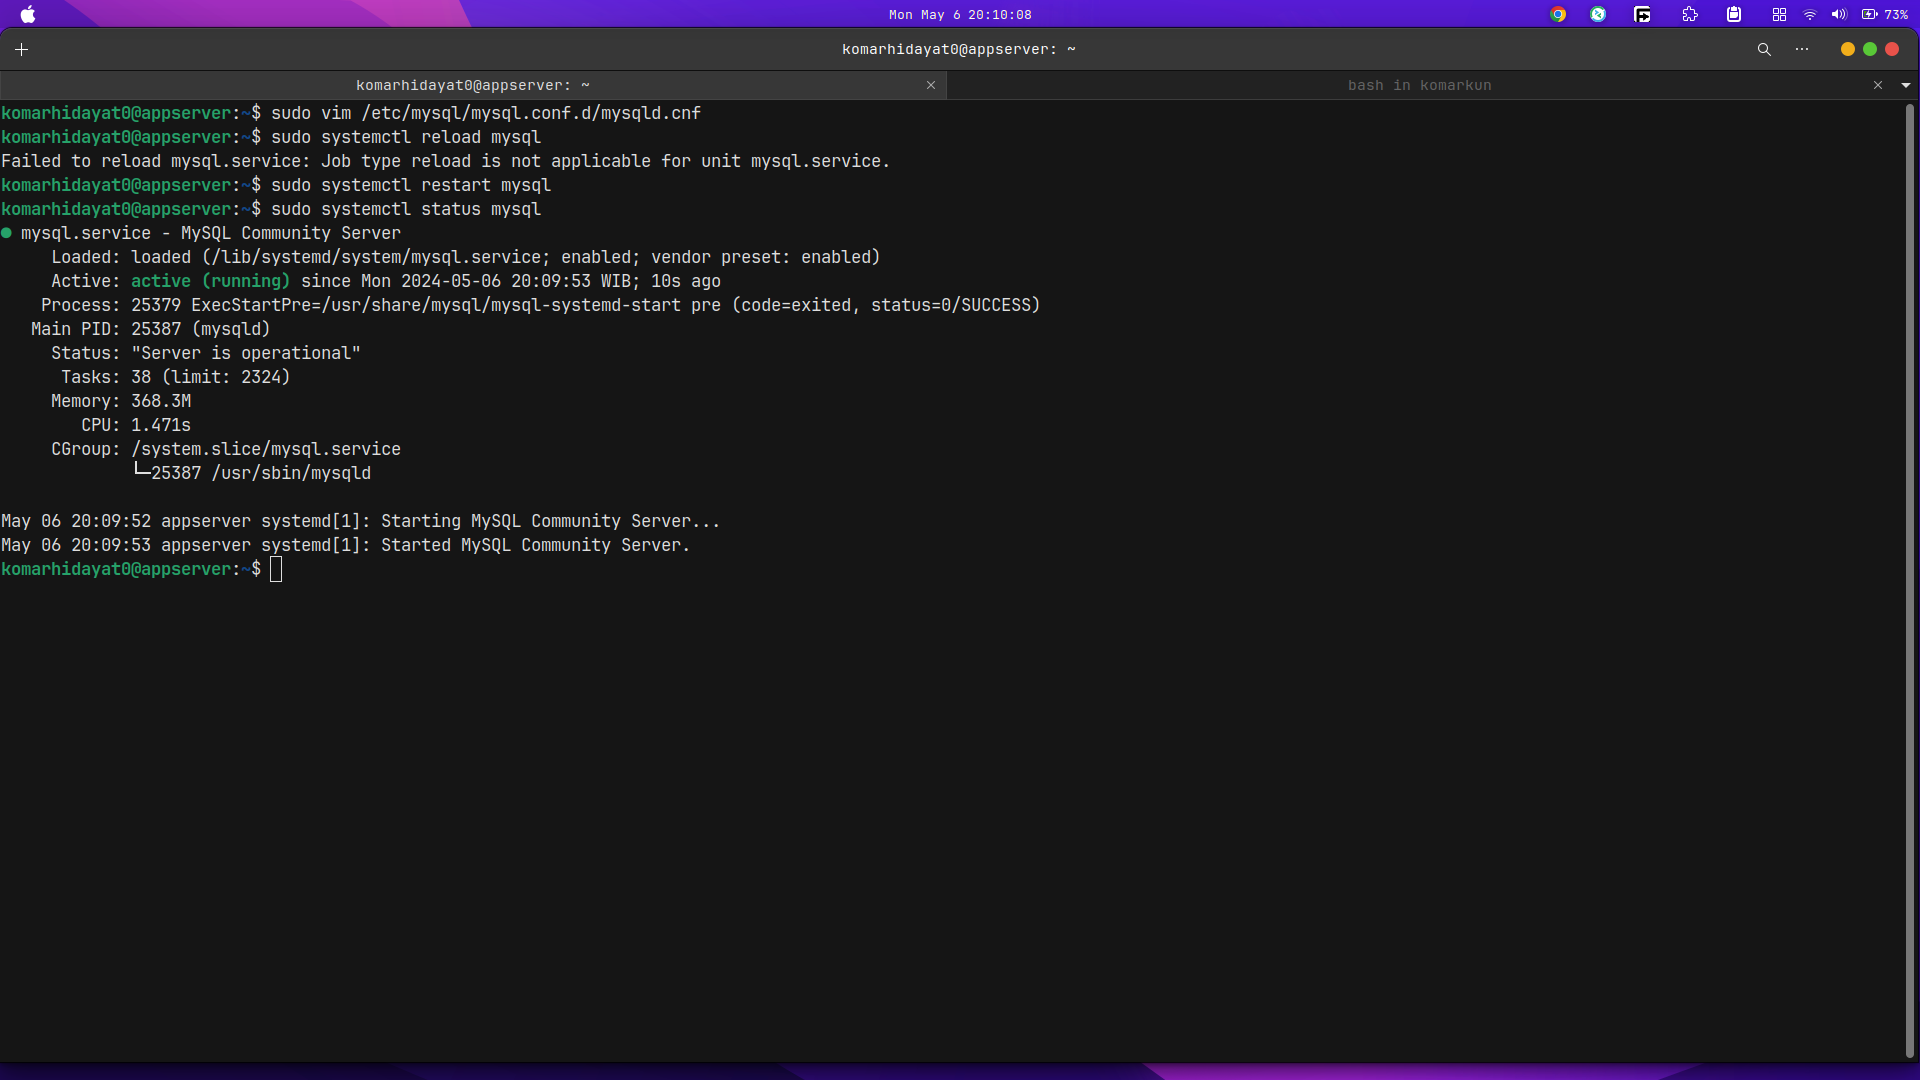 Mon May 6 20:10:08
73%
komarhidayat0@appserver: ~
komarhidayat0@appserver: ~
bash in komarkun
komarhidayat0@appserver:~$ sudo vim /etc/mysql/mysql.conf.d/mysqld.cnf
komarhidayat0@appserver:~$ sudo systemctl reload mysql
Failed to reload mysql.service: Job type reload is not applicable for unit mysql.service.
komarhidayat0@appserver:~$ sudo systemctl restart mysql
komarhidayat0@appserver:~$ sudo systemctl status mysql
● mysql.service - MySQL Community Server
     Loaded: loaded (/lib/systemd/system/mysql.service; enabled; vendor preset: enabled)
     Active: active (running) since Mon 2024-05-06 20:09:53 WIB; 10s ago
    Process: 25379 ExecStartPre=/usr/share/mysql/mysql-systemd-start pre (code=exited, status=0/SUCCESS)
   Main PID: 25387 (mysqld)
     Status: "Server is operational"
      Tasks: 38 (limit: 2324)
     Memory: 368.3M
        CPU: 1.471s
     CGroup: /system.slice/mysql.service
             └─25387 /usr/sbin/mysqld
May 06 20:09:52 appserver systemd[1]: Starting MySQL Community Server...
May 06 20:09:53 appserver systemd[1]: Started MySQL Community Server.
komarhidayat0@appserver:~$